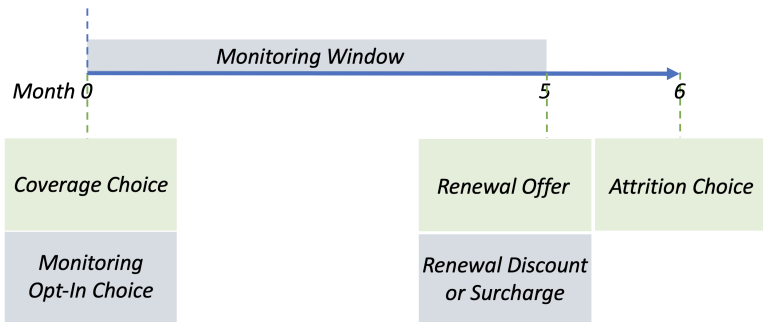 Monitoring Window
Month 0
5
6
Coverage Choice
Renewal Offer
Attrition Choice
Monitoring
Opt-In Choice
Renewal Discount
or Surcharge